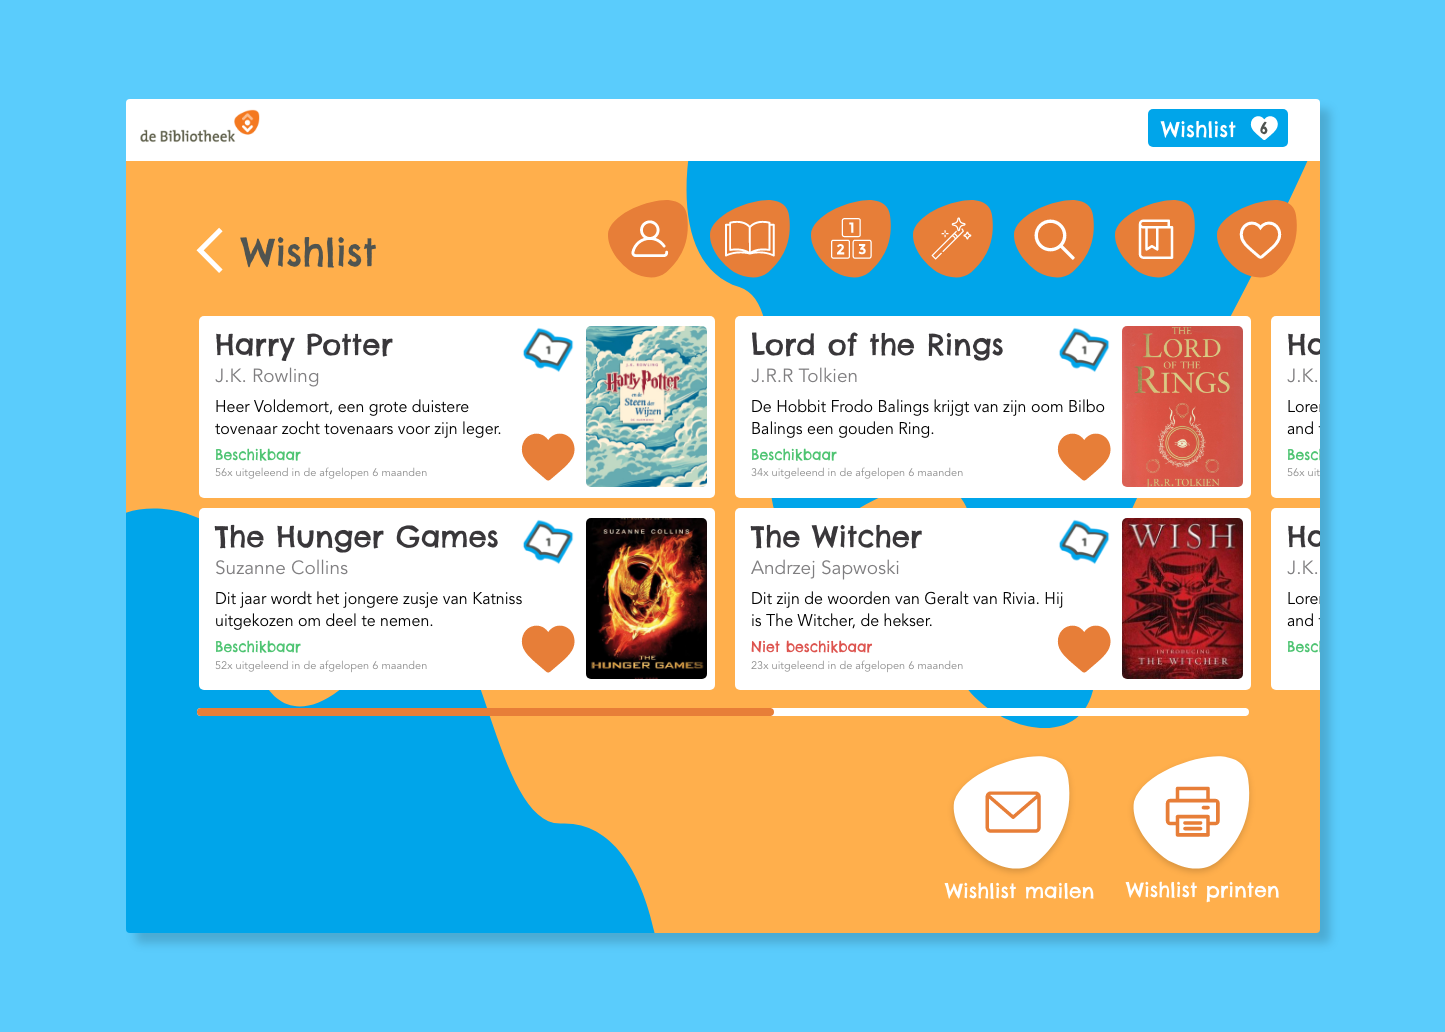 de Bibliotheek
Wishlist 6
Wishlist
1
2 3
Harry Potter
1
J.K. Rowling
Heer Voldemort, een grote duistere
tovenaar zocht tovenaars voor zijn leger.
Beschikbaar
56x uitgeleend in de afgelopen 6 maanden
J.K. ROWLING
Harry Potter
en de
Steen der
Wijzen
Lord of the Rings
1
J.R.R Tolkien
De Hobbit Frodo Balings krijgt van zijn oom Bilbo
Balings een gouden Ring.
Beschikbaar
34x uitgeleend in de afgelopen 6 maanden
THE
LORD
OF THE
RINGS
J.R.R. TOLKIEN
Ha
J.K.
Lore
and
Besc
56x uit
The Hunger Games
1
Suzanne Collins
Dit jaar wordt het jongere zusje van Katniss
uitgekozen om deel te nemen.
Beschikbaar
52x uitgeleend in de afgelopen 6 maanden
SUZANNE COLLINS
THE
HUNGER GAMES
The Witcher
1
Andrzej Sapwoski
Dit zijn de woorden van Geralt van Rivia. Hij
is The Witcher, de hekser.
Niet beschikbaar
23x uitgeleend in de afgelopen 6 maanden
WISH
INTRODUCING
THE WITCHER
Ha
J.K.
Lore
and
Besc
Wishlist mailen
Wishlist printen